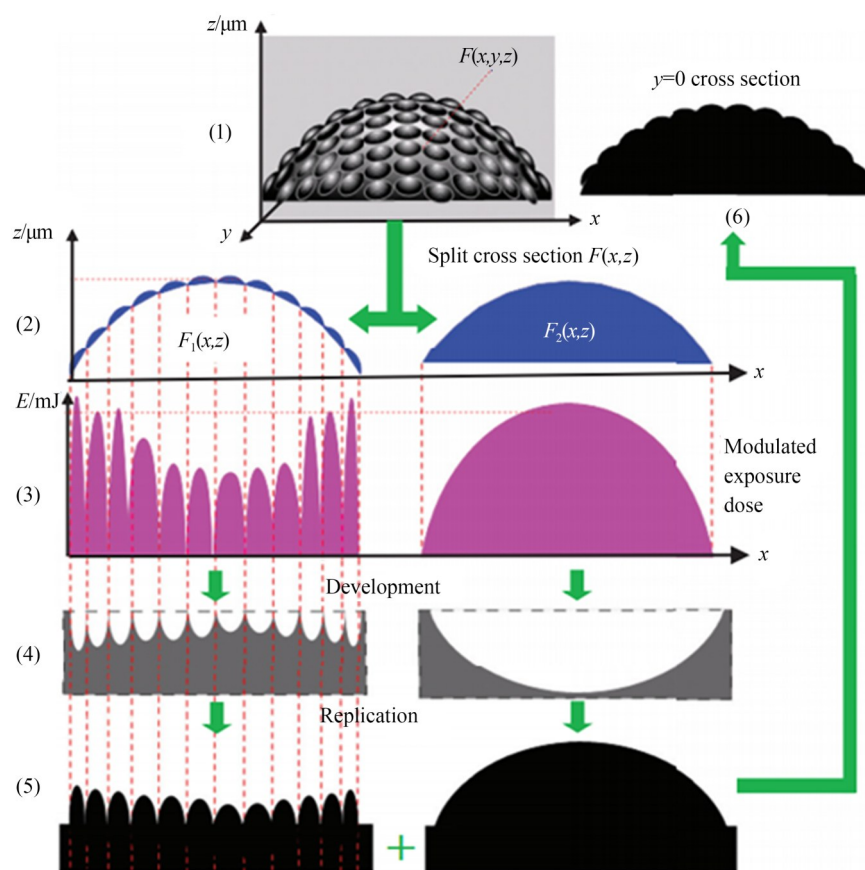 z/μm
F(x,y,z)
y=0 cross section
(1)
x
y
(6)
z/μm
Split cross section F(x,z)
(2)
F₁(x,z)
F₂(x,z)
x
E/mJ
Modulated
exposure
dose
(3)
x
Development
(4)
Replication
(5)
+